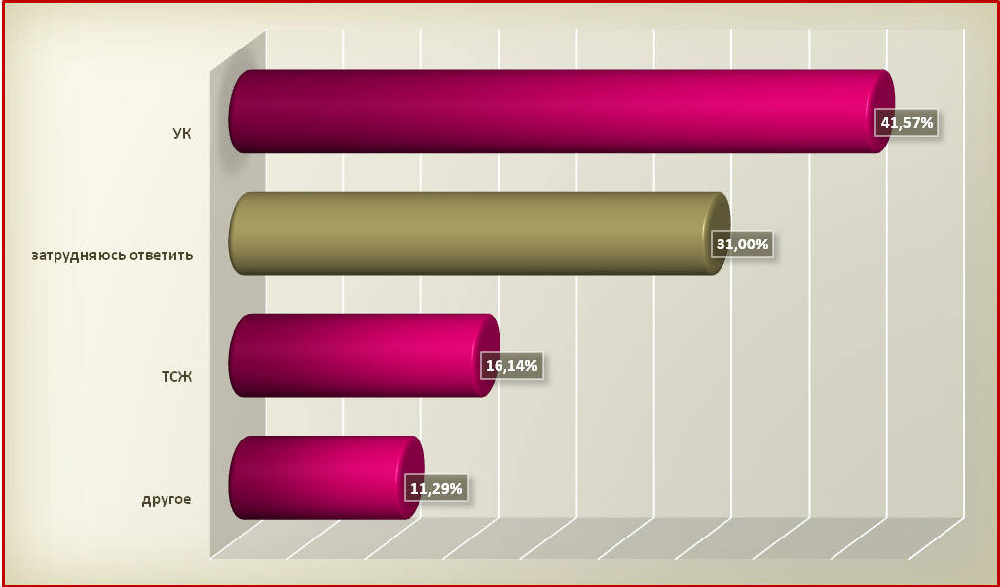 УК
41,57%
затрудняюсь ответить
31,00%
ТСЖ
16,14%
другое
11,29%